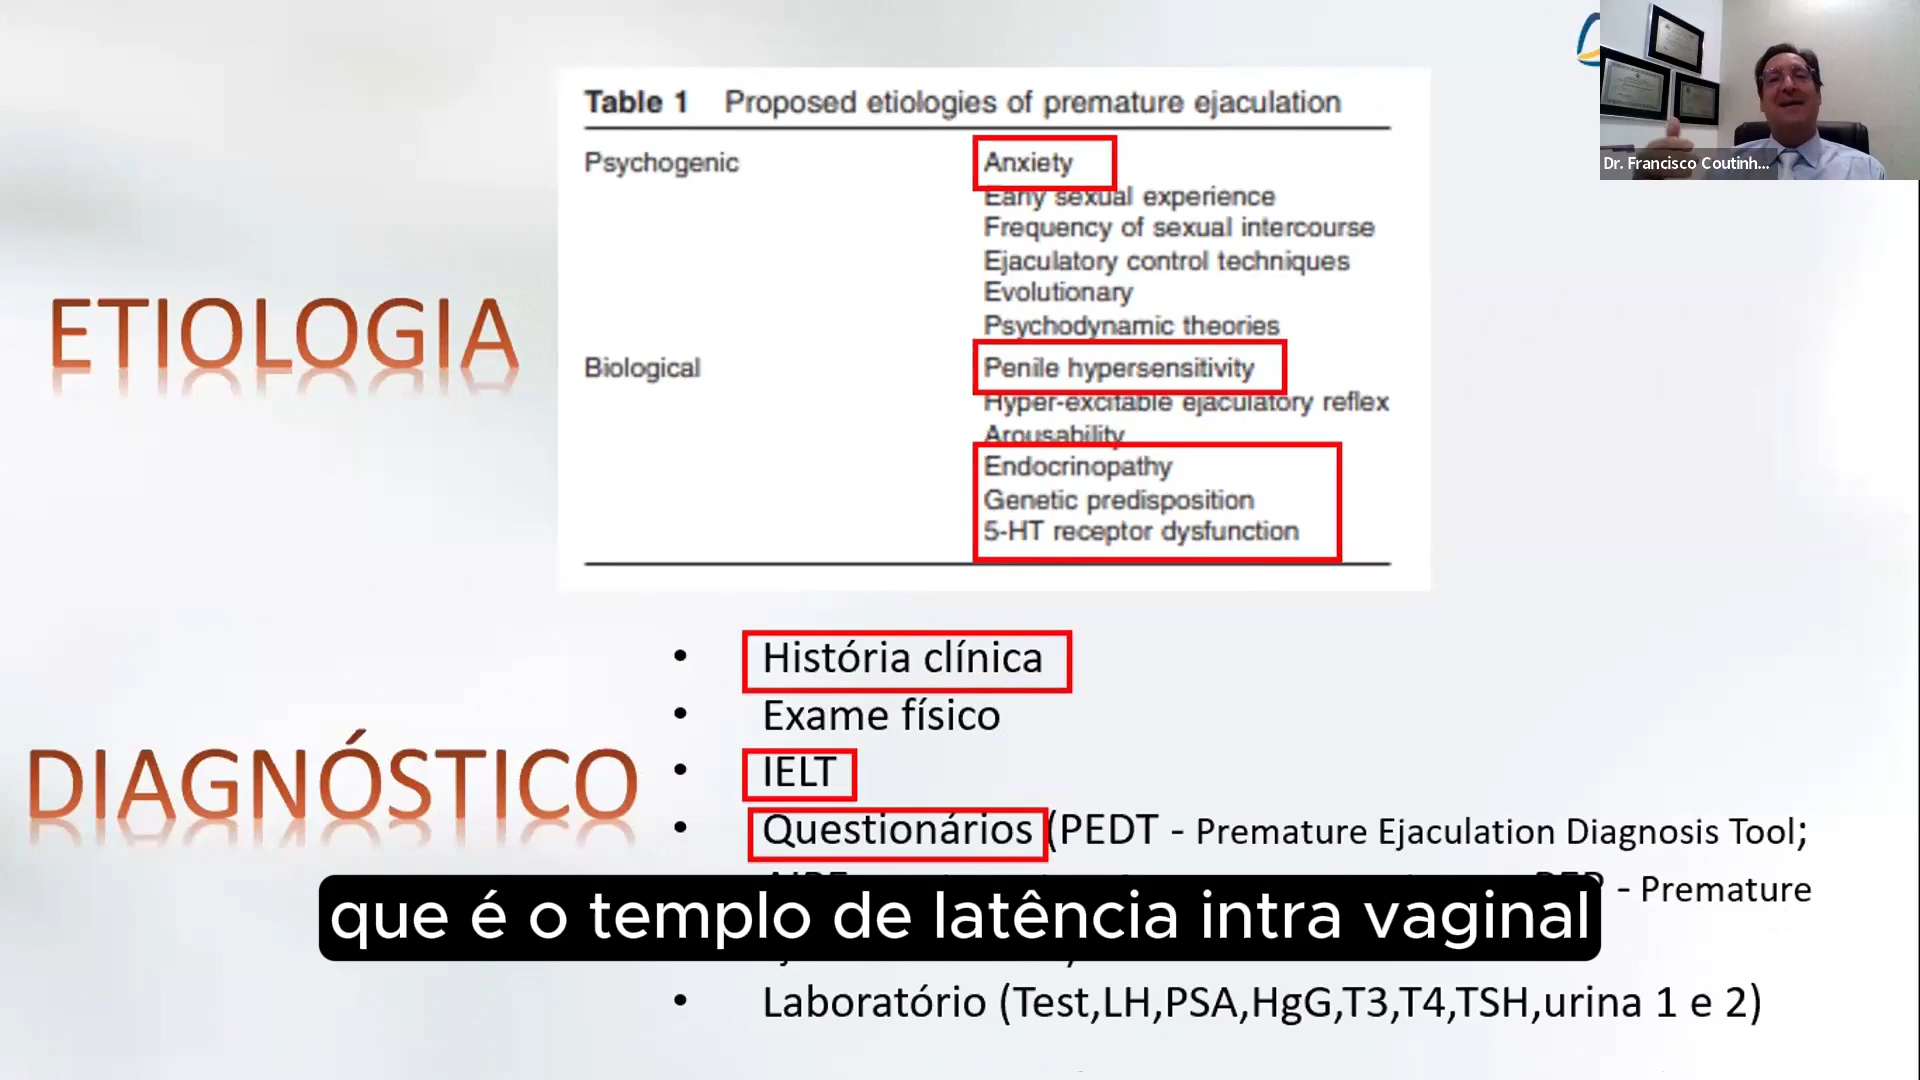 Table 1 Proposed etiologies of premature ejaculation
Psychogenic Anxiety
Early sexual experience
Frequency of sexual intercourse
Ejaculatory control techniques
Evolutionary
Psychodynamic theories
Biological Penile hypersensitivity
Hyper-excitable ejaculatory reflex
Arousability
Endocrinopathy
Genetic predisposition
5-HT receptor dysfunction
Dr. Francisco Coutinh...
ETIOLOGIA
DIAGNÓSTICO
• História clínica
• Exame físico
• IELT
• Questionários (PEDT - Premature Ejaculation Diagnosis Tool;
- Premature
que é o templo de latência intra vaginal
• Laboratório (Test,LH,PSA,HgG,T3,T4,TSH,urina 1 e 2)